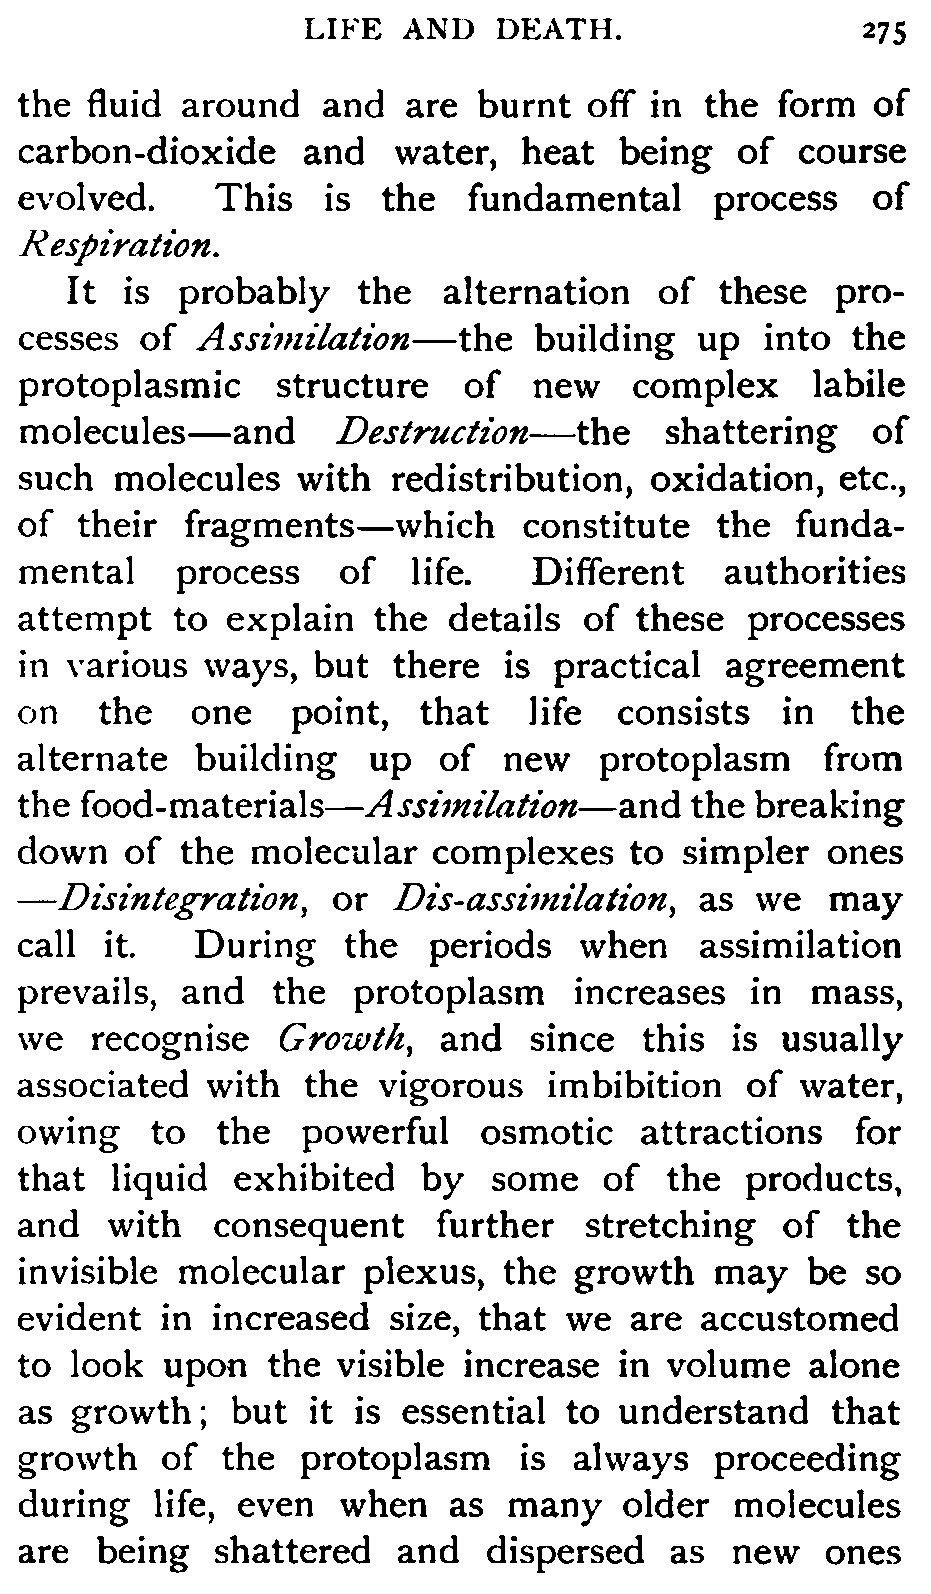 LIFE AND DEATH. 275
the fluid around and are burnt off in the form of
carbon-dioxide and water, heat being of course
evolved. This is the fundamental process of
Respiration.
It is probably the alternation of these pro-
cesses of Assimilation—the building up into the
protoplasmic structure of new complex labile
molecules—and Destruction—the shattering of
such molecules with redistribution, oxidation, etc.,
of their fragments—which constitute the funda-
mental process of life. Different authorities
attempt to explain the details of these processes
in various ways, but there is practical agreement
on the one point, that life consists in the
alternate building up of new protoplasm from
the food-materials—Assimilation—and the breaking
down of the molecular complexes to simpler ones
—Disintegration, or Dis-assimilation, as we may
call it. During the periods when assimilation
prevails, and the protoplasm increases in mass,
we recognise Growth, and since this is usually
associated with the vigorous imbibition of water,
owing to the powerful osmotic attractions for
that liquid exhibited by some of the products,
and with consequent further stretching of the
invisible molecular plexus, the growth may be so
evident in increased size, that we are accustomed
to look upon the visible increase in volume alone
as growth; but it is essential to understand that
growth of the protoplasm is always proceeding
during life, even when as many older molecules
are being shattered and dispersed as new ones